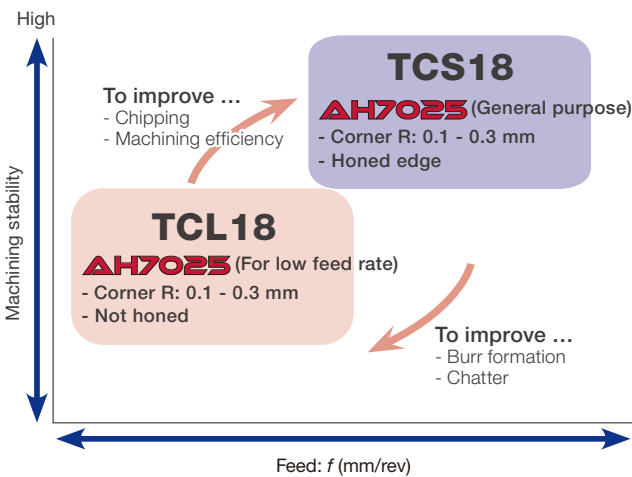 High
TCS18
AH7025 (General purpose)
- Corner R: 0.1 - 0.3 mm
- Honed edge
To improve ...
- Chipping
- Machining efficiency
Machining stability
TCL18
AH7025 (For low feed rate)
- Corner R: 0.1 - 0.3 mm
- Not honed
To improve ...
- Burr formation
- Chatter
Feed: f (mm/rev)